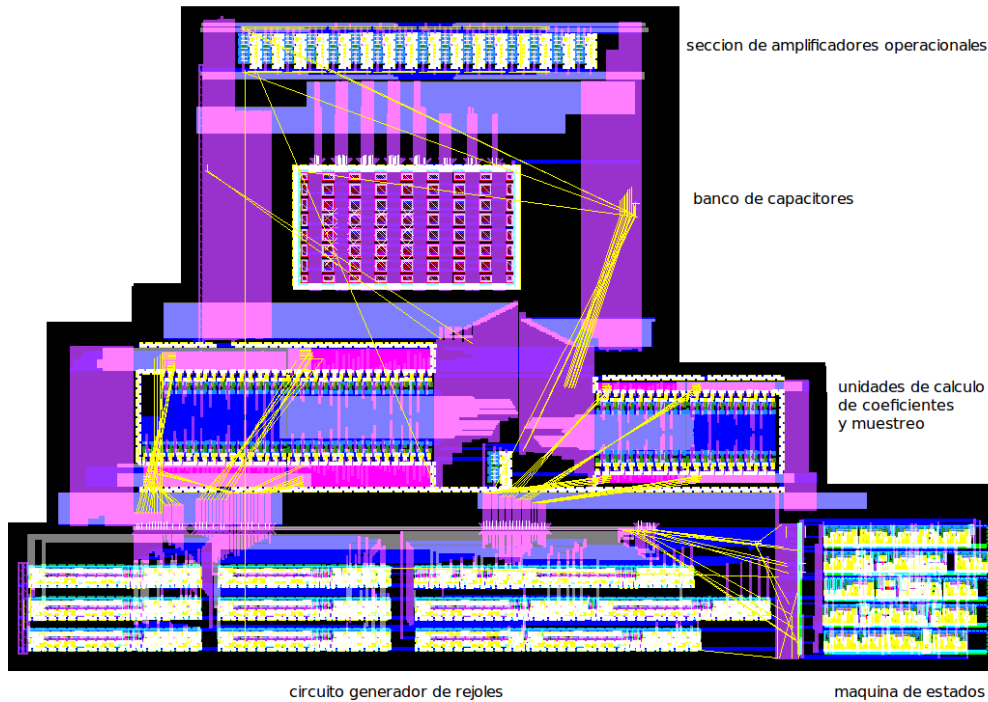 seccion de amplificadores operacionales
banco de capacitores
unidades de calculo
de coeficientes
y muestreo
circuito generador de rejoles
maquina de estados